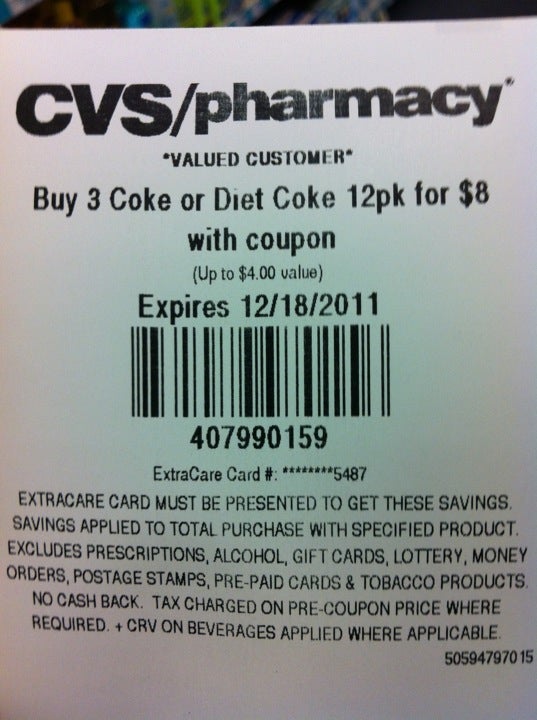 CVS/pharmacy*
*VALUED CUSTOMER*
Buy 3 Coke or Diet Coke 12pk for $8
with coupon
(Up to $4.00 value)
Expires 12/18/2011
407990159
ExtraCare Card #: ********5487
EXTRACARE CARD MUST BE PRESENTED TO GET THESE SAVINGS.
SAVINGS APPLIED TO TOTAL PURCHASE WITH SPECIFIED PRODUCT.
EXCLUDES PRESCRIPTIONS, ALCOHOL, GIFT CARDS, LOTTERY, MONEY
ORDERS, POSTAGE STAMPS, PRE-PAID CARDS & TOBACCO PRODUCTS.
NO CASH BACK. TAX CHARGED ON PRE-COUPON PRICE WHERE
REQUIRED. + CRV ON BEVERAGES APPLIED WHERE APPLICABLE.
50594797015